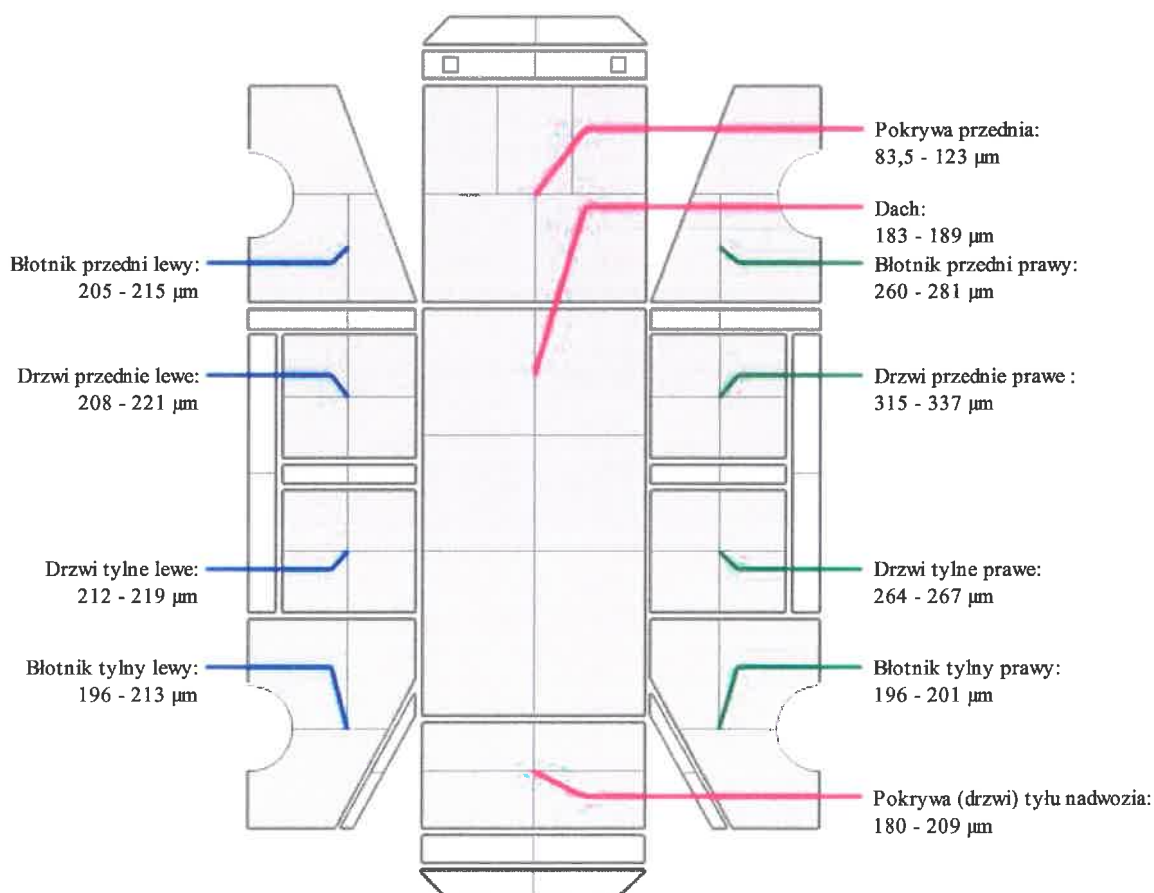 Pokrywa przednia:
83,5 - 123 µm
Dach:
183 - 189 µm
Błotnik przedni lewy:
205 - 215 µm
Błotnik przedni prawy:
260 - 281 µm
Drzwi przednie lewe:
208 - 221 µm
Drzwi przednie prawe :
315 - 337 µm
Drzwi tylne lewe:
212 - 219 µm
Drzwi tylne prawe:
264 - 267 µm
Błotnik tylny lewy:
196 - 213 µm
Błotnik tylny prawy:
196 - 201 µm
Pokrywa (drzwi) tyłu nadwozia:
180 - 209 µm